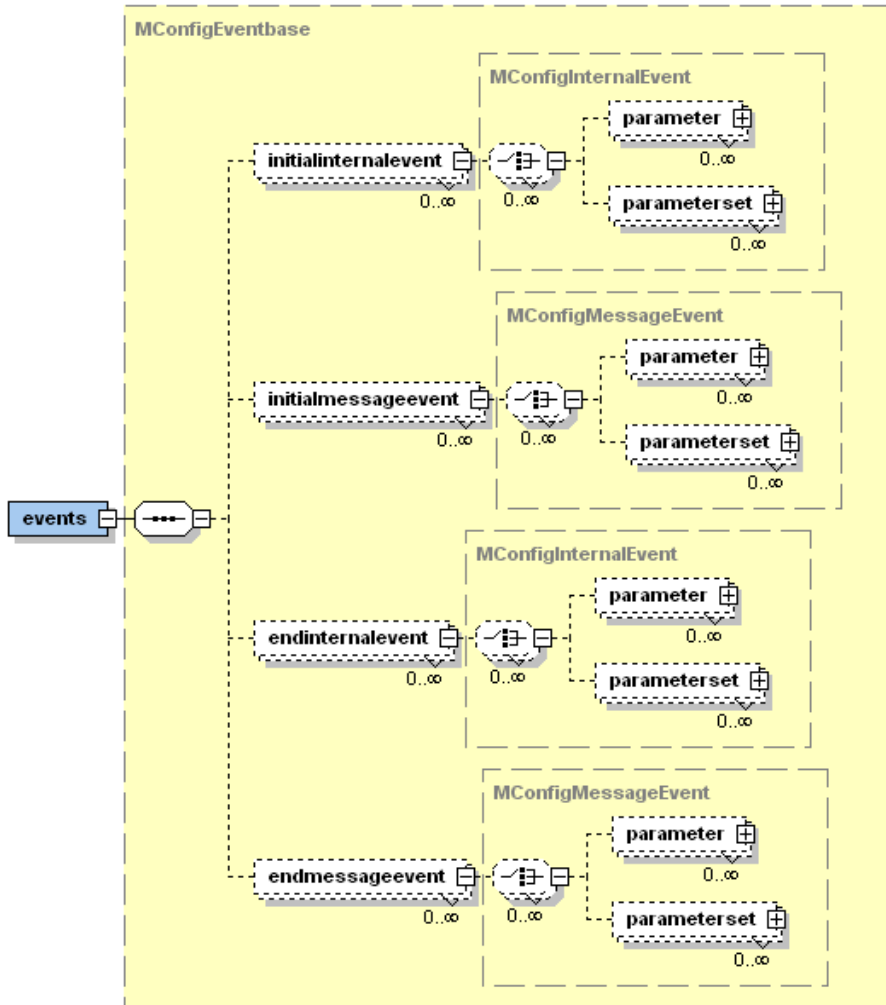 MConfigEventbase
MConfigInternalEvent
parameter
0..∞
initialinternalevent
0..∞
0..∞
parameterset
0..∞
MConfigMessageEvent
parameter
0..∞
initialmessageevent
0..∞
0..∞
parameterset
0..∞
events
MConfigInternalEvent
parameter
0..∞
endinternalevent
0..∞
0..∞
parameterset
0..∞
MConfigMessageEvent
parameter
0..∞
endmessageevent
0..∞
0..∞
parameterset
0..∞